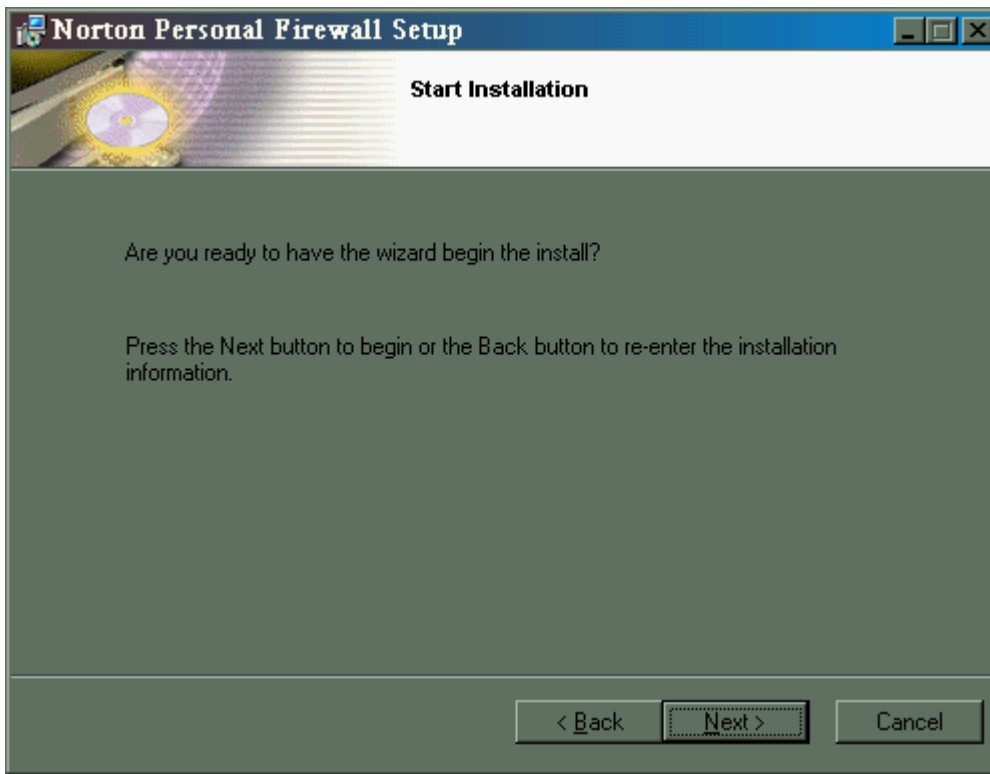 Norton Personal Firewall Setup
Start Installation
Are you ready to have the wizard begin the install?
Press the Next button to begin or the Back button to re-enter the installation
information.
< Back
Next >
Cancel